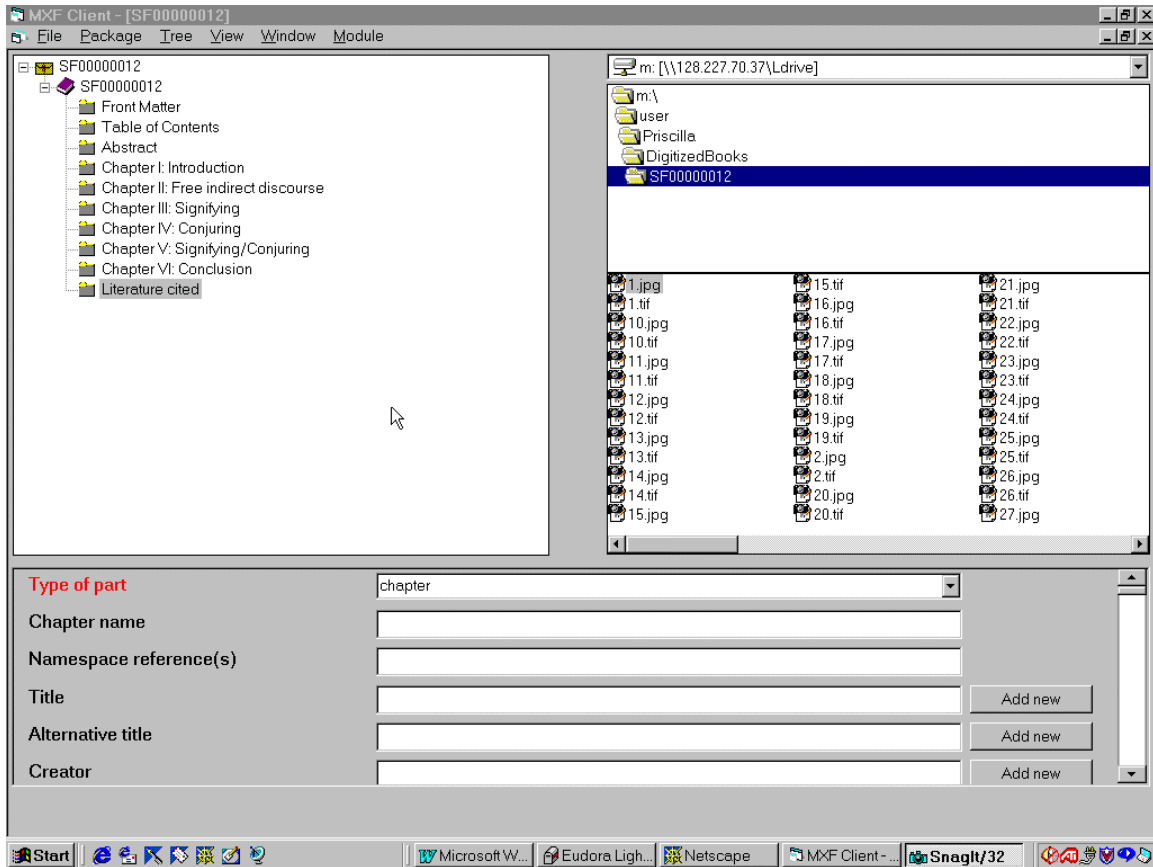 MXF Client - [SF00000012]
File Package Tree View Window Module
SF00000012
SF00000012
Front Matter
Table of Contents
Abstract
Chapter I: Introduction
Chapter II: Free indirect discourse
Chapter III: Signifying
Chapter IV: Conjuring
Chapter V: Signifying/Conjuring
Chapter VI: Conclusion
Literature cited
m: [\\128.227.70.37\Ldrive]
m:\
user
Priscilla
DigitizedBooks
SF00000012
1.jpg 15.tif 21.jpg
1.tif 16.jpg 21.tif
10.jpg 16.tif 22.jpg
10.tif 17.jpg 22.tif
11.jpg 17.tif 23.jpg
11.tif 18.jpg 23.tif
12.jpg 18.tif 24.jpg
12.tif 19.jpg 24.tif
13.jpg 19.tif 25.jpg
13.tif 2.jpg 25.tif
14.jpg 2.tif 26.jpg
14.tif 20.jpg 26.tif
15.jpg 20.tif 27.jpg
Type of part chapter
Chapter name
Namespace reference(s)
Title Add new
Alternative title Add new
Creator Add new
Start Microsoft W... Eudora Ligh... Netscape MXF Client - ... SnagIt/32